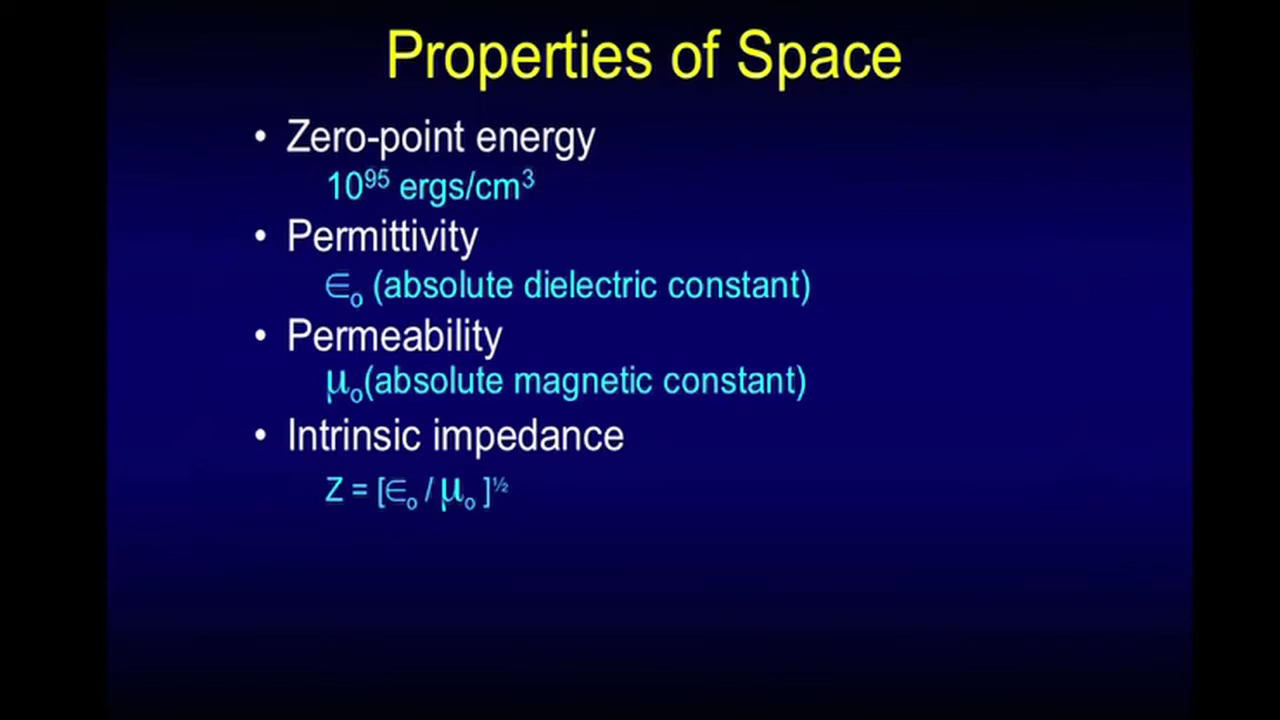 Properties of Space
• Zero-point energy
10⁹⁵ ergs/cm³
• Permittivity
∈ₒ (absolute dielectric constant)
• Permeability
μₒ(absolute magnetic constant)
• Intrinsic impedance
Z = [∈ₒ / μₒ ]½